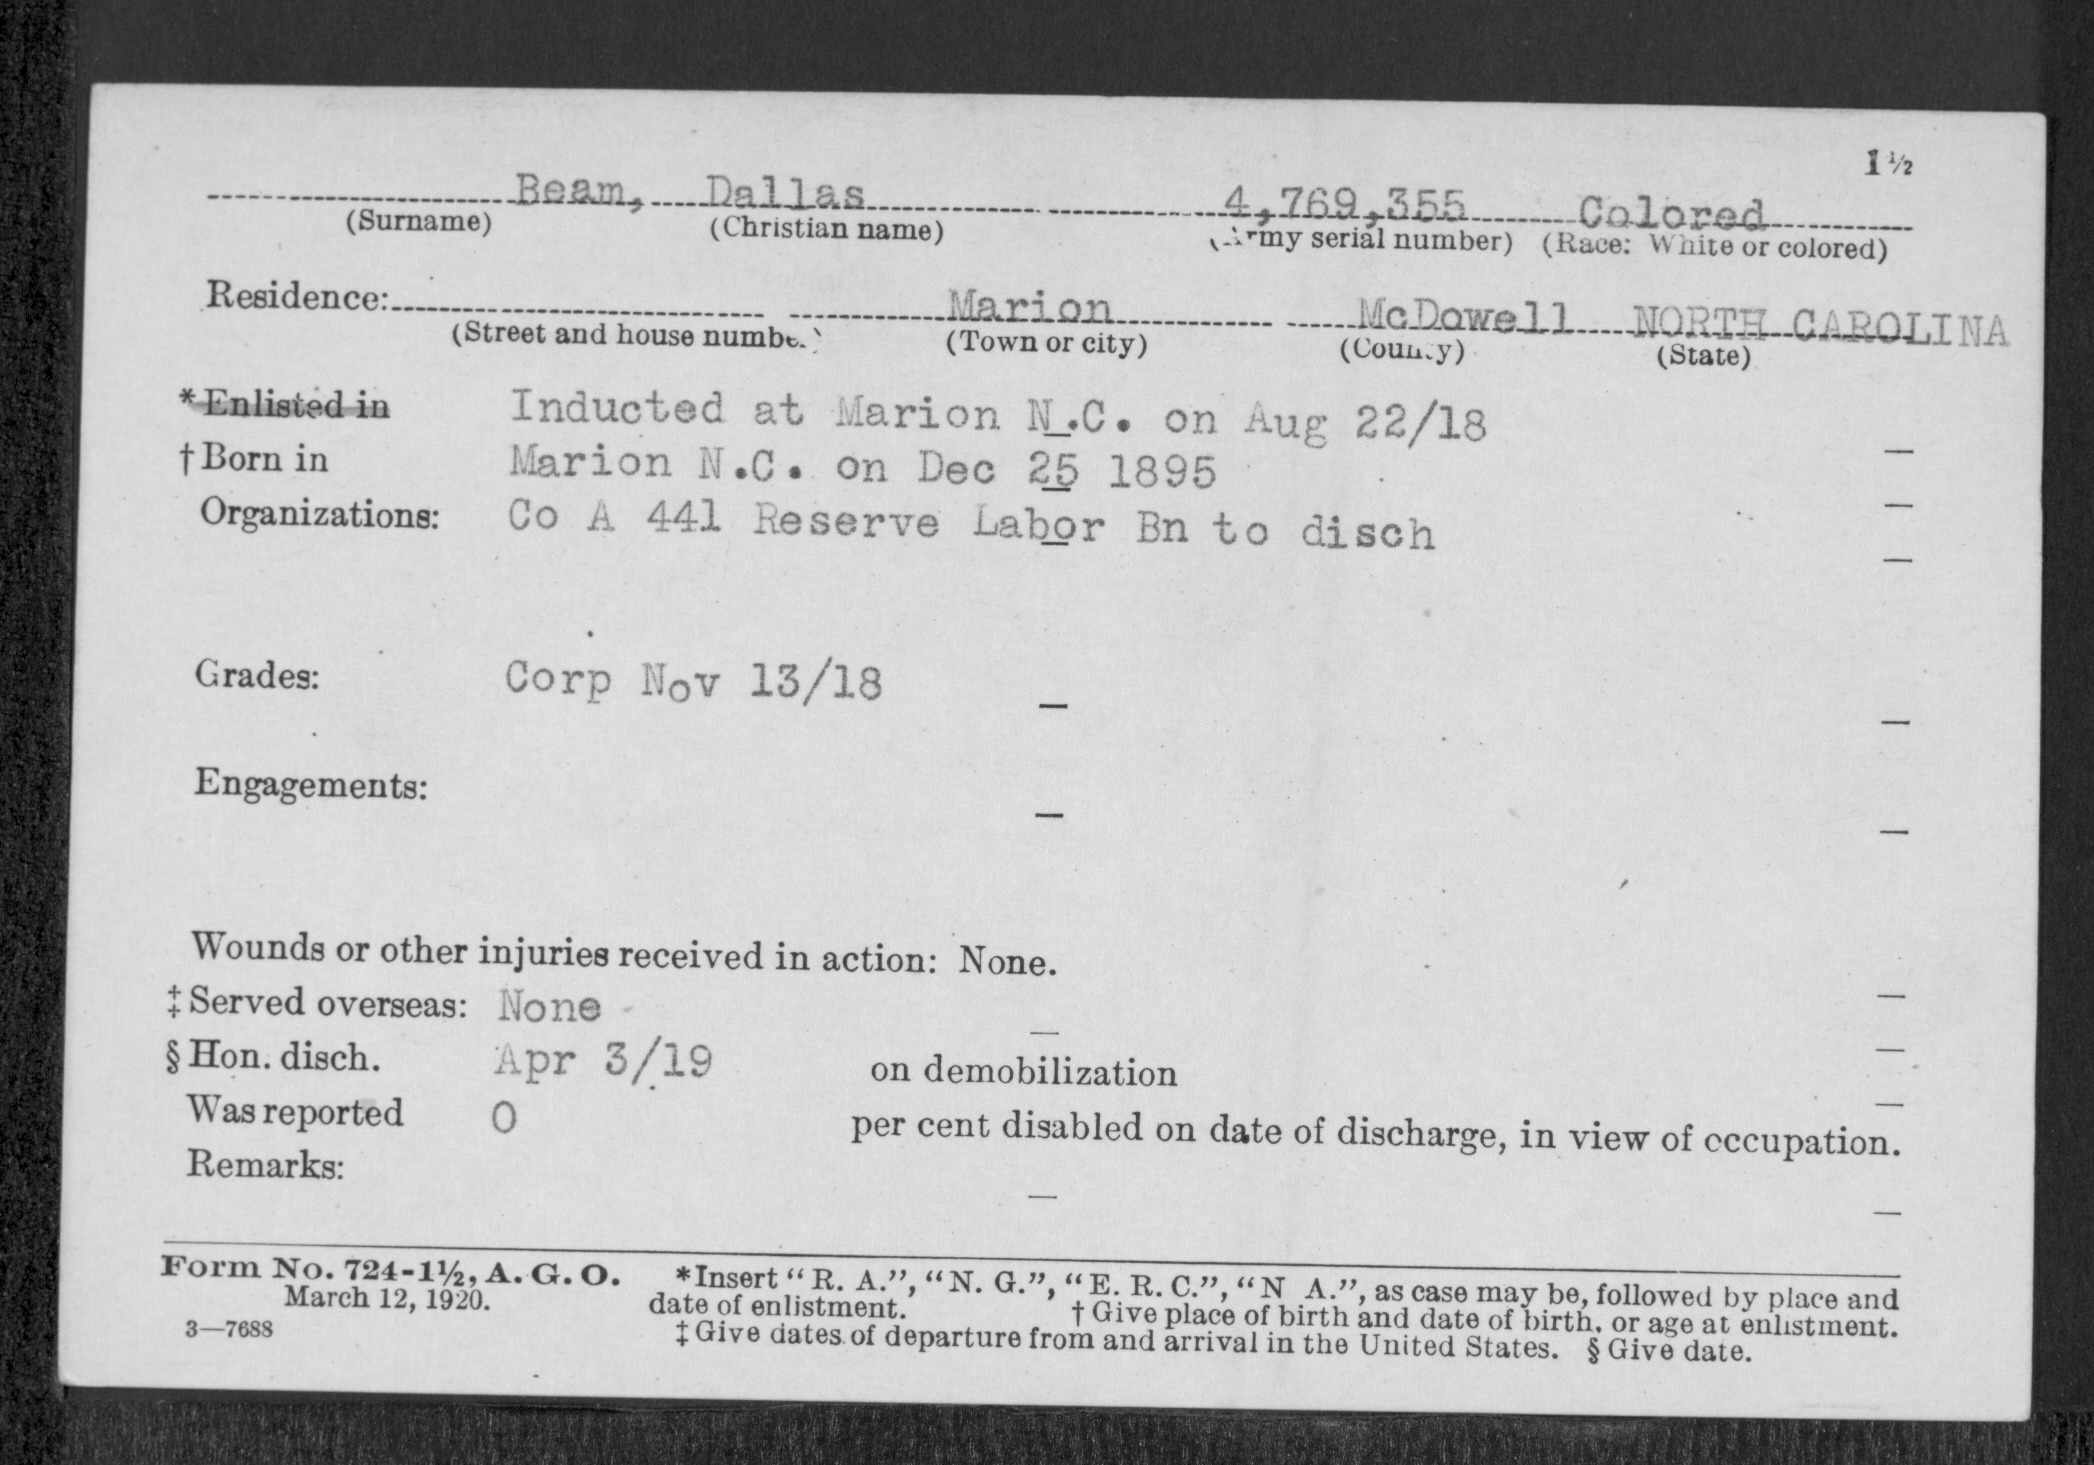 1½
Beam, Dallas 4,769,355 Colored
(Surname) (Christian name) (Army serial number) (Race: White or colored)
Residence: Marion McDowell NORTH CAROLINA
(Street and house number) (Town or city) (County) (State)
*Enlisted in Inducted at Marion N.C. on Aug 22/18
†Born in Marion N.C. on Dec 25 1895
Organizations: Co A 441 Reserve Labor Bn to disch
Grades: Corp Nov 13/18
Engagements:
Wounds or other injuries received in action: None.
‡Served overseas: None
§Hon. disch. Apr 3/19 on demobilization
Was reported 0 per cent disabled on date of discharge, in view of occupation.
Remarks:
Form No. 724-1½, A. G. O. *Insert "R. A.", "N. G.", "E. R. C.", "N A.", as case may be, followed by place and
March 12, 1920. date of enlistment. †Give place of birth and date of birth, or age at enlistment.
3—7688 ‡Give dates of departure from and arrival in the United States. §Give date.